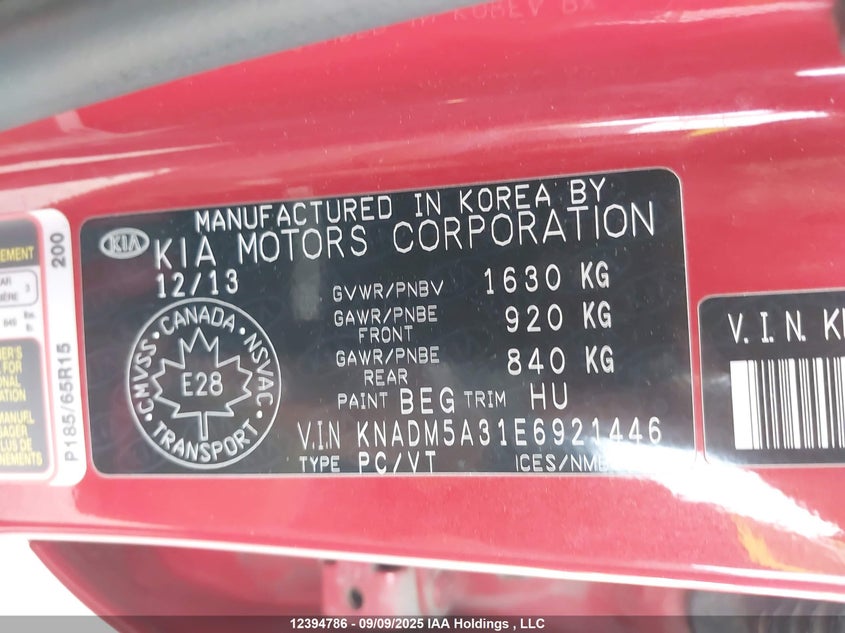 MANUFACTURED IN KOREA BY
KIA
KIA MOTORS CORPORATION
12/13
GVWR/PNBV 1630 KG
GAWR/PNBE FRONT 920 KG
GAWR/PNBE REAR 840 KG
PAINT BEG TRIM HU
V.I.N KNADM5A31E6921446
TYPE PC/VT
CANADA
CMVSS
NSVAC
E28
TRANSPORT
V.I.N.
P185/65R15
200
12394786 - 09/09/2025 IAA Holdings , LLC